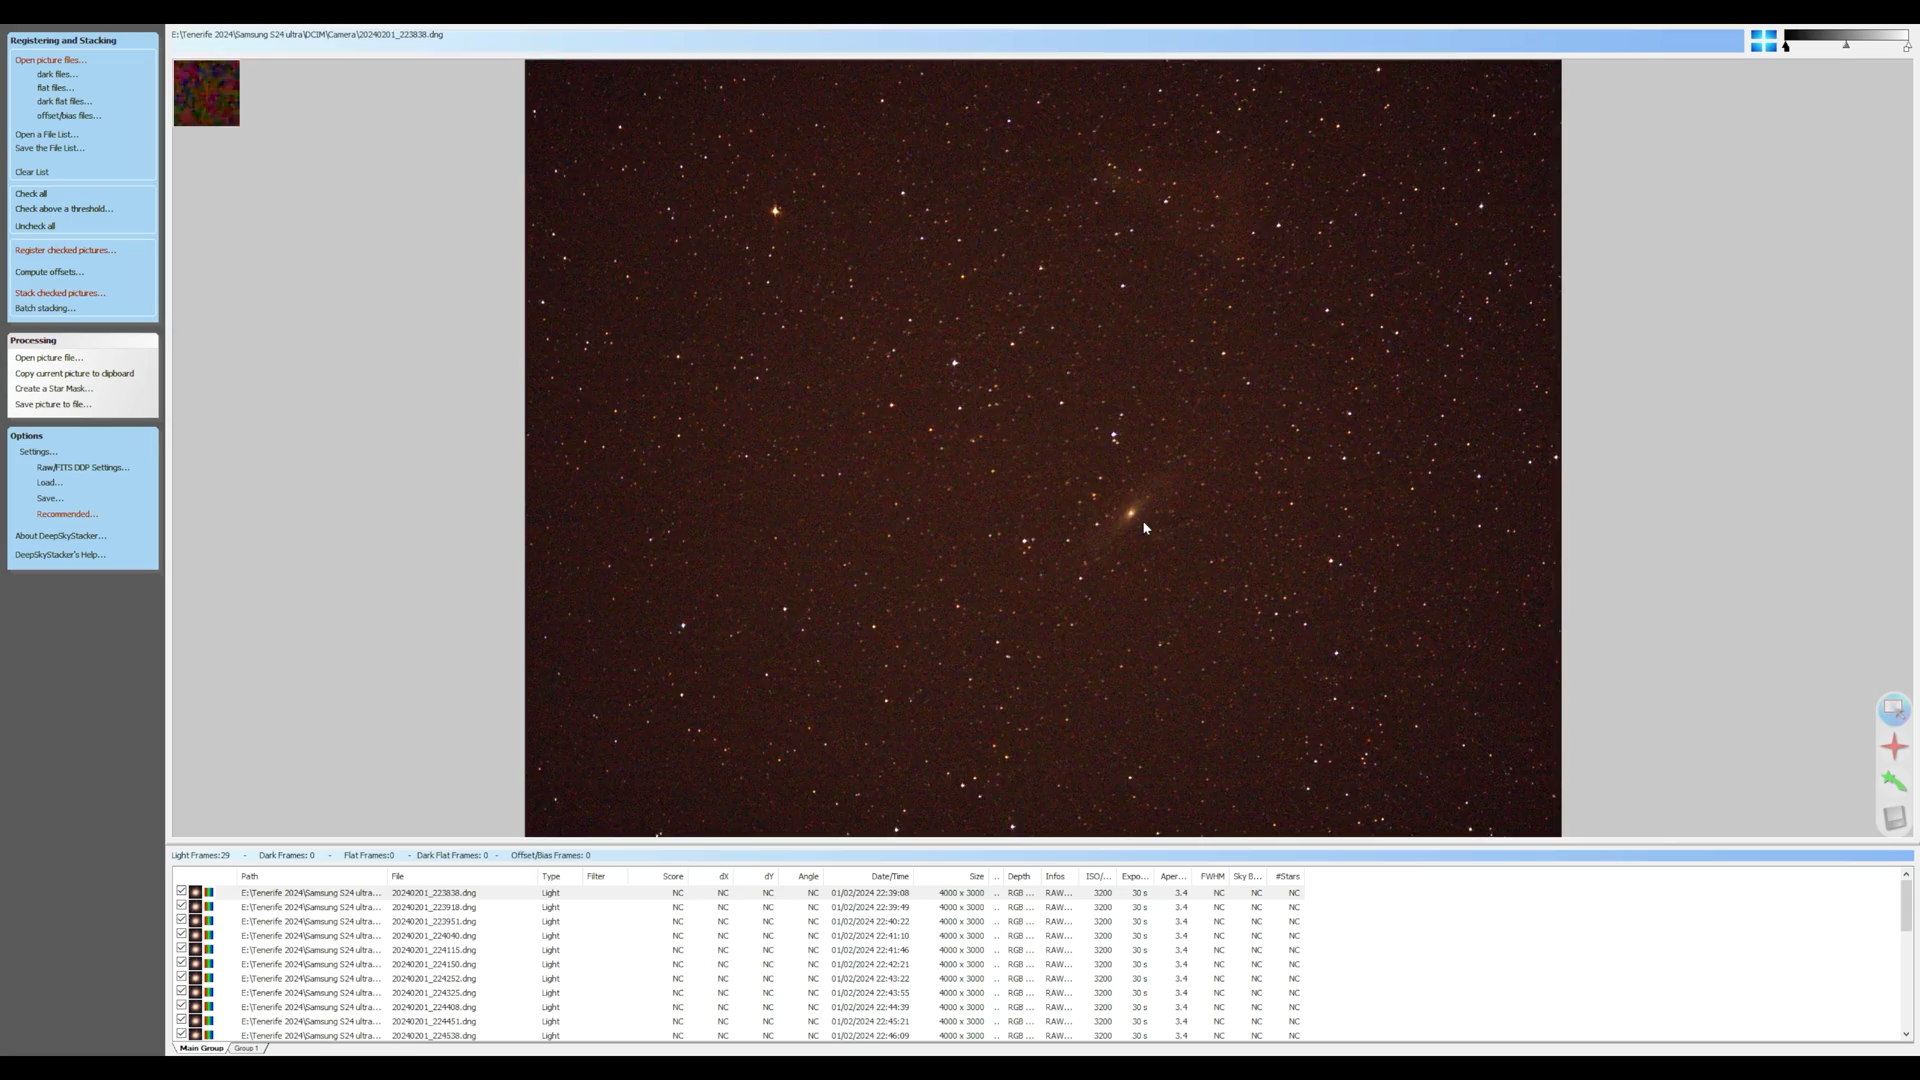 Registering and Stacking
Open picture files...
dark files...
flat files...
dark flat files...
offset/bias files...
Open a File List...
Save the File List...
Clear List
Check all
Check above a threshold...
Uncheck all
Register checked pictures...
Compute offsets...
Stack checked pictures...
Batch stacking...
Processing
Open picture file...
Copy current picture to clipboard
Create a Star Mask...
Save picture to file...
Options
Settings...
Raw/FITS DDP Settings...
Load...
Save...
Recommended...
About DeepSkyStacker...
DeepSkyStacker's Help...
E:\Tenerife 2024\Samsung S24 ultra\DCIM\Camera\20240201_223838.dng
Light Frames:29 - Dark Frames: 0 - Flat Frames:0 - Dark Flat Frames: 0 - Offset/Bias Frames: 0
Path File Type Filter Score dX dY Angle Date/Time Size .. Depth Infos ISO/... Expo... Aper... FWHM Sky B... #Stars
E:\Tenerife 2024\Samsung S24 ultra... 20240201_223838.dng Light NC NC NC NC 01/02/2024 22:39:08 4000 x 3000 .. RGB ... RAW... 3200 30 s 3.4 NC NC NC
E:\Tenerife 2024\Samsung S24 ultra... 20240201_223918.dng Light NC NC NC NC 01/02/2024 22:39:49 4000 x 3000 .. RGB ... RAW... 3200 30 s 3.4 NC NC NC
E:\Tenerife 2024\Samsung S24 ultra... 20240201_223951.dng Light NC NC NC NC 01/02/2024 22:40:22 4000 x 3000 .. RGB ... RAW... 3200 30 s 3.4 NC NC NC
E:\Tenerife 2024\Samsung S24 ultra... 20240201_224040.dng Light NC NC NC NC 01/02/2024 22:41:10 4000 x 3000 .. RGB ... RAW... 3200 30 s 3.4 NC NC NC
E:\Tenerife 2024\Samsung S24 ultra... 20240201_224115.dng Light NC NC NC NC 01/02/2024 22:41:46 4000 x 3000 .. RGB ... RAW... 3200 30 s 3.4 NC NC NC
E:\Tenerife 2024\Samsung S24 ultra... 20240201_224150.dng Light NC NC NC NC 01/02/2024 22:42:21 4000 x 3000 .. RGB ... RAW... 3200 30 s 3.4 NC NC NC
E:\Tenerife 2024\Samsung S24 ultra... 20240201_224252.dng Light NC NC NC NC 01/02/2024 22:43:22 4000 x 3000 .. RGB ... RAW... 3200 30 s 3.4 NC NC NC
E:\Tenerife 2024\Samsung S24 ultra... 20240201_224325.dng Light NC NC NC NC 01/02/2024 22:43:55 4000 x 3000 .. RGB ... RAW... 3200 30 s 3.4 NC NC NC
E:\Tenerife 2024\Samsung S24 ultra... 20240201_224408.dng Light NC NC NC NC 01/02/2024 22:44:39 4000 x 3000 .. RGB ... RAW... 3200 30 s 3.4 NC NC NC
E:\Tenerife 2024\Samsung S24 ultra... 20240201_224451.dng Light NC NC NC NC 01/02/2024 22:45:21 4000 x 3000 .. RGB ... RAW... 3200 30 s 3.4 NC NC NC
E:\Tenerife 2024\Samsung S24 ultra... 20240201_224538.dng Light NC NC NC NC 01/02/2024 22:46:09 4000 x 3000 .. RGB ... RAW... 3200 30 s 3.4 NC NC NC
Main Group Group 1